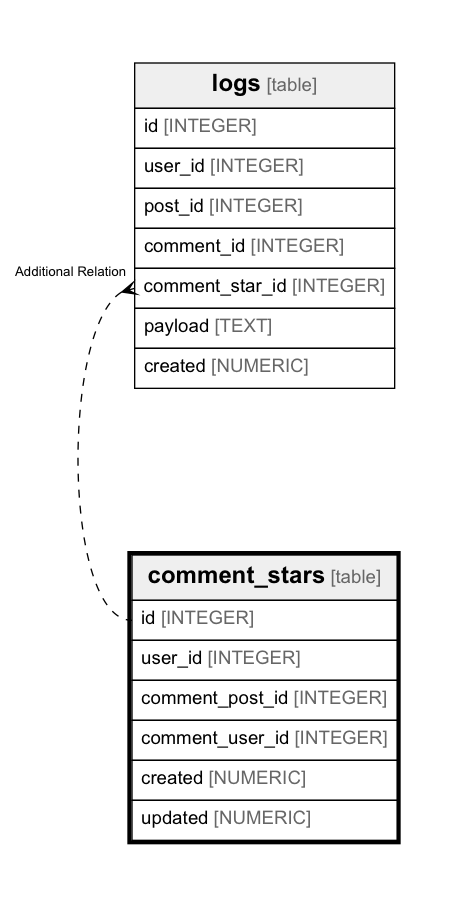 logs [table]
id [INTEGER]
user_id [INTEGER]
post_id [INTEGER]
comment_id [INTEGER]
Additional Relation
comment_star_id [INTEGER]
payload [TEXT]
created [NUMERIC]
comment_stars [table]
id [INTEGER]
user_id [INTEGER]
comment_post_id [INTEGER]
comment_user_id [INTEGER]
created [NUMERIC]
updated [NUMERIC]